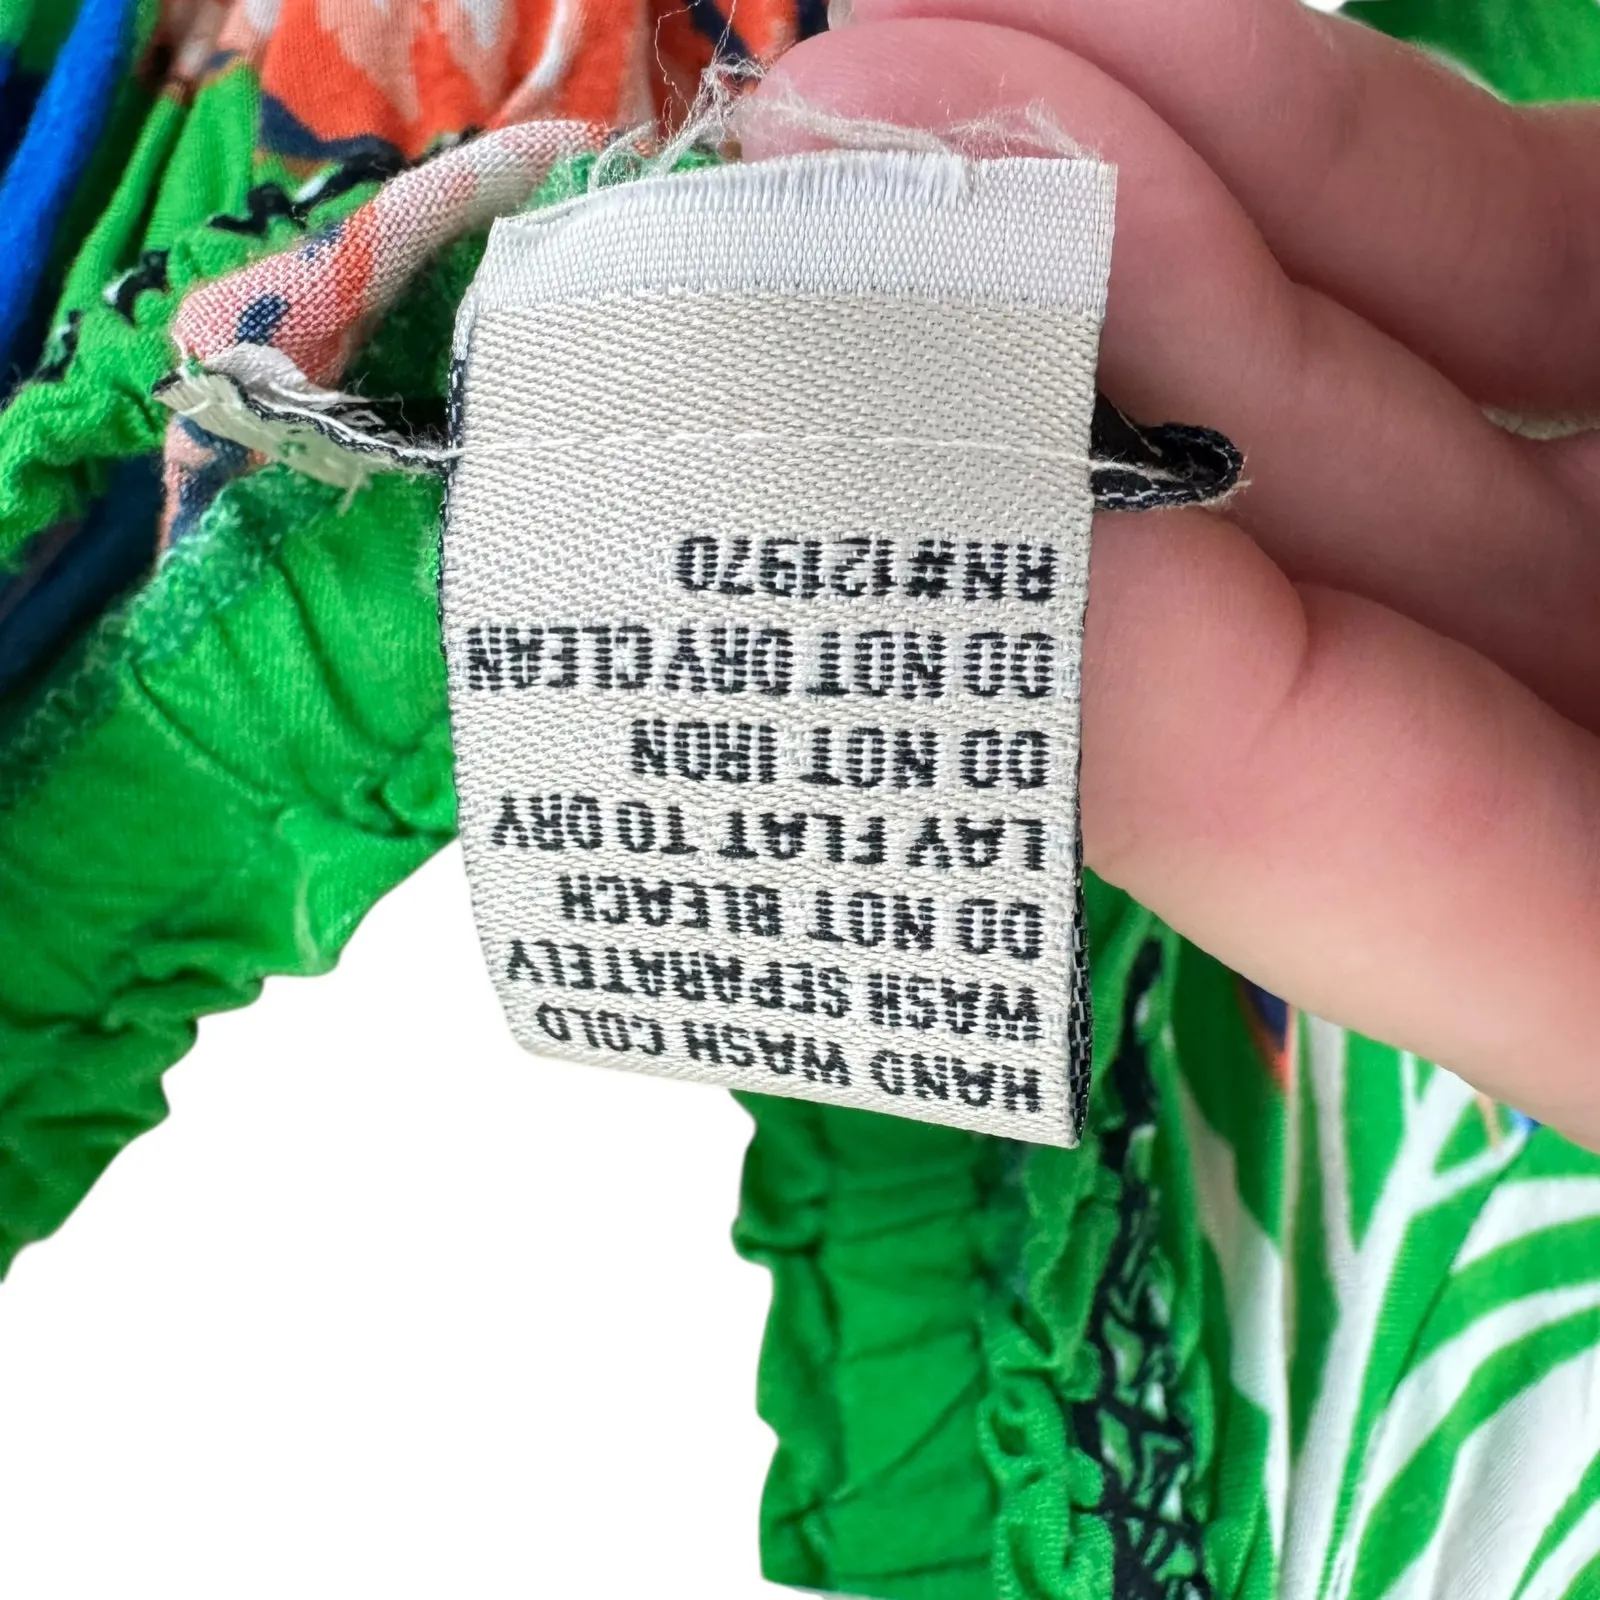 HAND WASH COLD
WASH SEPARATELY
DO NOT BLEACH
LAY FLAT TO DRY
DO NOT IRON
DO NOT DRY CLEAN
RN#121970